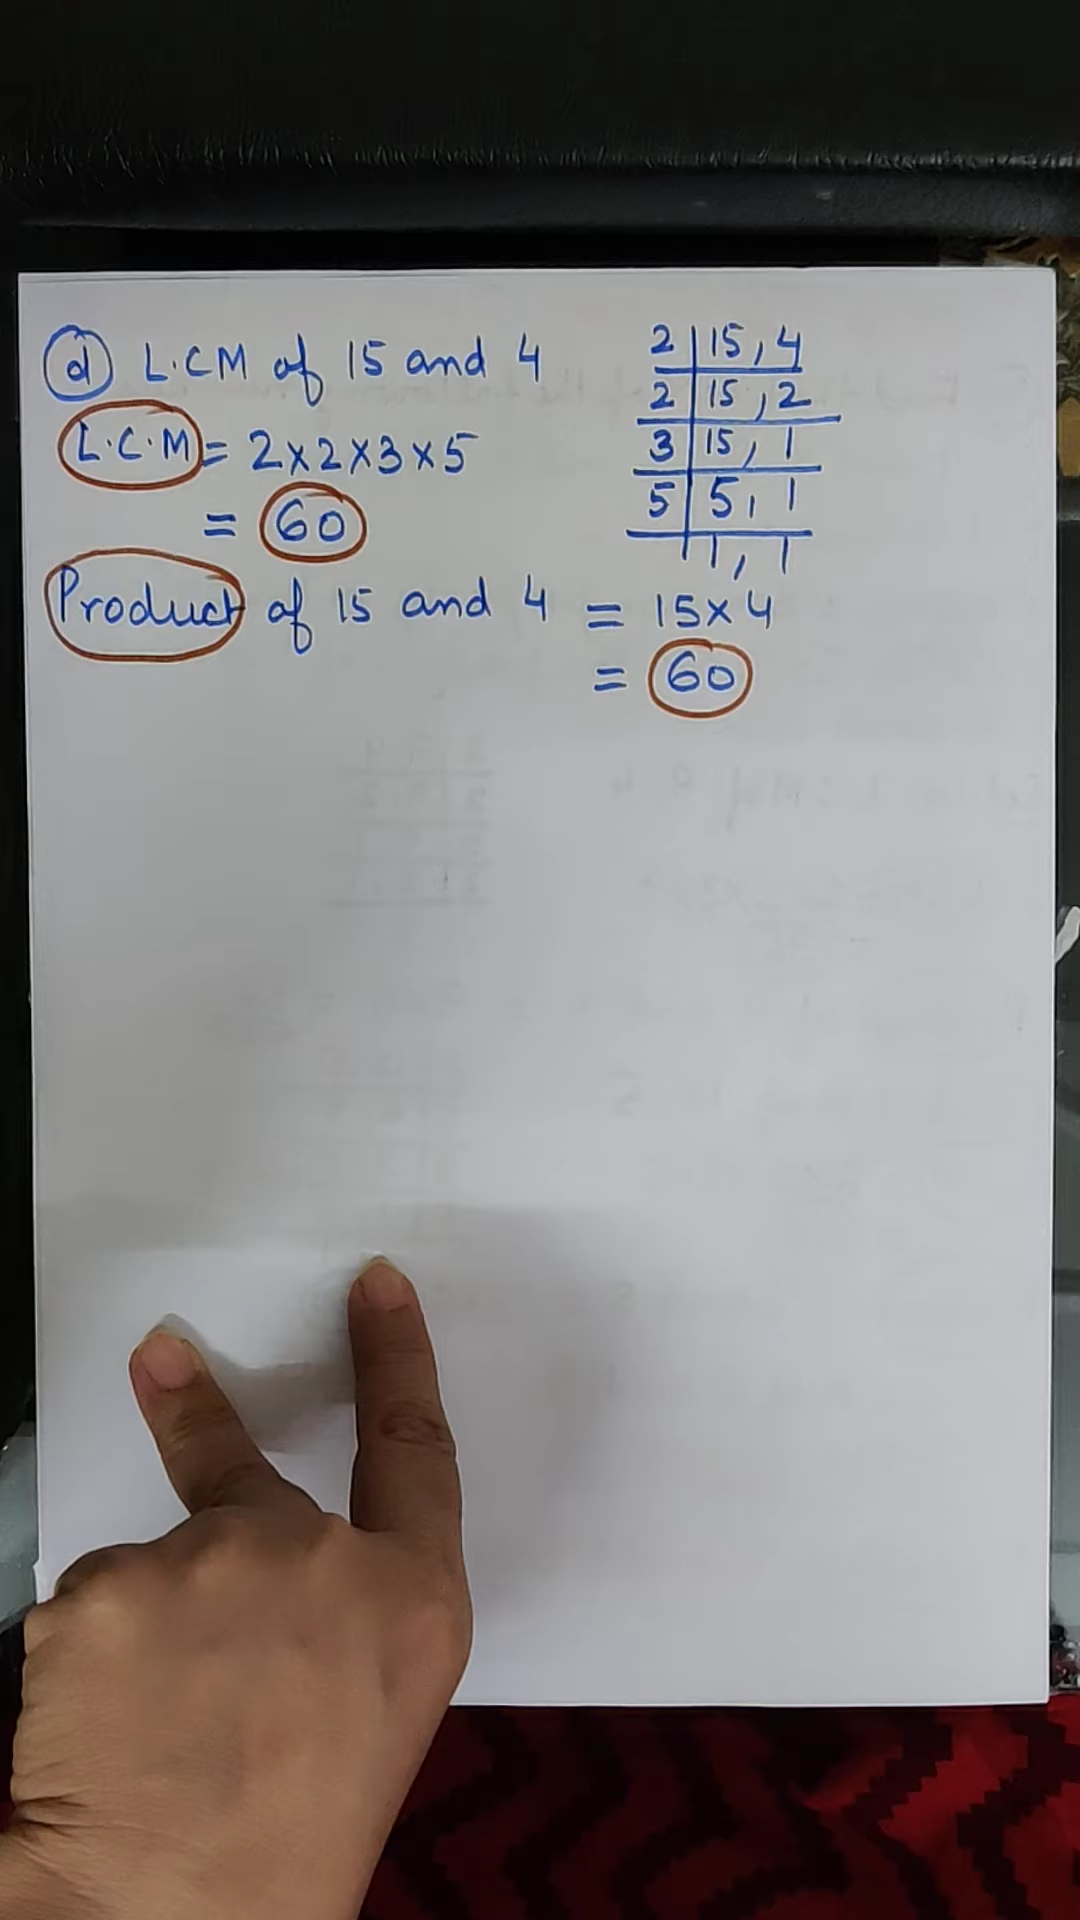 d L.CM of 15 and 4
L.C.M = 2×2×3×5
= 60
2 | 15, 4
2 | 15, 2
3 | 15, 1
5 | 5, 1
1, 1
Product of 15 and 4 = 15×4
= 60